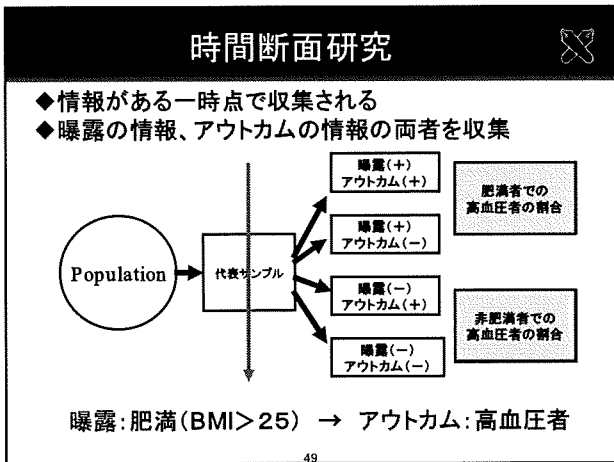 時間断面研究
◆情報がある一時点で収集される
◆曝露の情報、アウトカムの情報の両者を収集
Population
代表サンプル
曝露(+)
アウトカム(+)
曝露(+)
アウトカム(−)
曝露(−)
アウトカム(+)
曝露(−)
アウトカム(−)
肥満者での
高血圧者の割合
非肥満者での
高血圧者の割合
曝露:肥満(BMI>25) → アウトカム:高血圧者
49